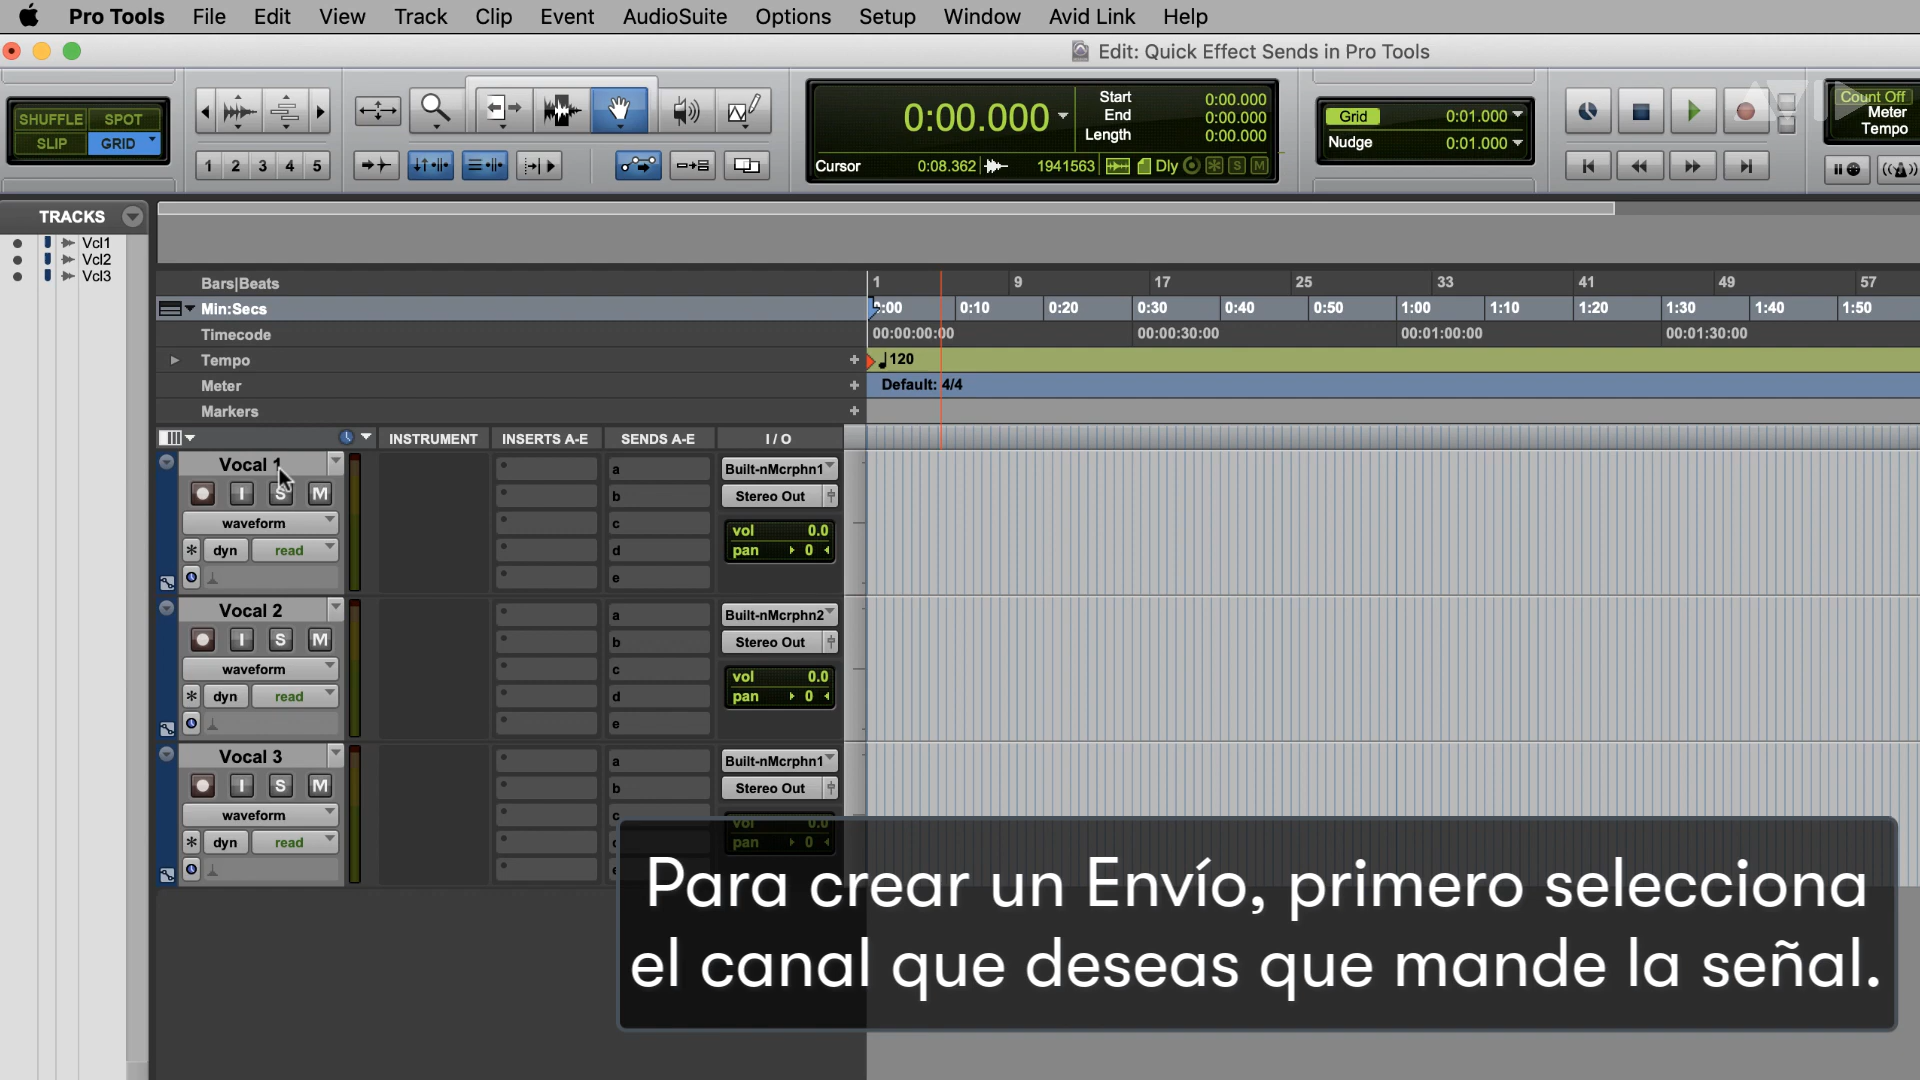 Pro Tools File Edit View Track Clip Event AudioSuite Options Setup Window Avid Link Help
Edit: Quick Effect Sends in Pro Tools
SHUFFLE SPOT
SLIP GRID
1 2 3 4 5
0:00.000
Start 0:00.000
End 0:00.000
Length 0:00.000
Cursor 0:08.362 1941563 Dly S M
Grid 0:01.000
Nudge 0:01.000
AVID
Count Off
Meter
Tempo
TRACKS
Vcl1
Vcl2
Vcl3
Bars|Beats 1 9 17 25 33 41 49 57
Min:Secs 0:00 0:10 0:20 0:30 0:40 0:50 1:00 1:10 1:20 1:30 1:40 1:50
Timecode 00:00:00:00 00:00:30:00 00:01:00:00 00:01:30:00
Tempo + 120
Meter + Default: 4/4
Markers +
INSTRUMENT INSERTS A-E SENDS A-E I / O
Vocal 1
I S M
waveform
dyn read
a
b
c
d
e
Built-nMcrphn1
Stereo Out
vol 0.0
pan 0
Vocal 2
I S M
waveform
dyn read
a
b
c
d
e
Built-nMcrphn2
Stereo Out
vol 0.0
pan 0
Vocal 3
I S M
waveform
dyn read
a
b
c
Built-nMcrphn1
Stereo Out
vol 0.0
pan 0
Para crear un Envío, primero selecciona
el canal que deseas que mande la señal.